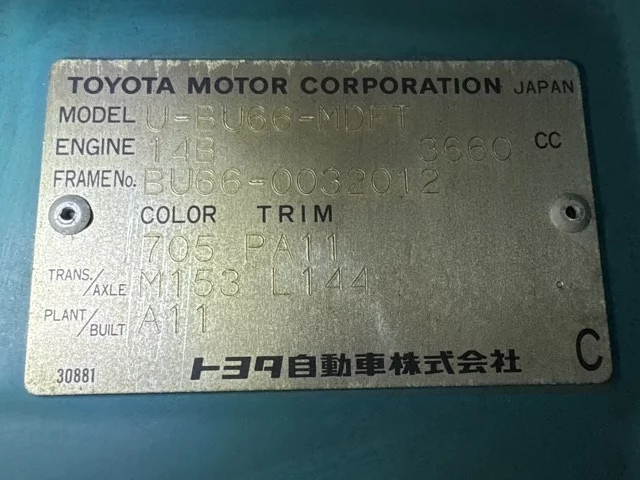 TOYOTA MOTOR CORPORATION JAPAN
MODEL U-BU66-MDFT
ENGINE 14B 3660 CC
FRAME No. BU66-0032012
COLOR TRIM
705 PA11
TRANS./AXLE M153 L144
PLANT/BUILT A11
30881 トヨタ自動車株式会社 C